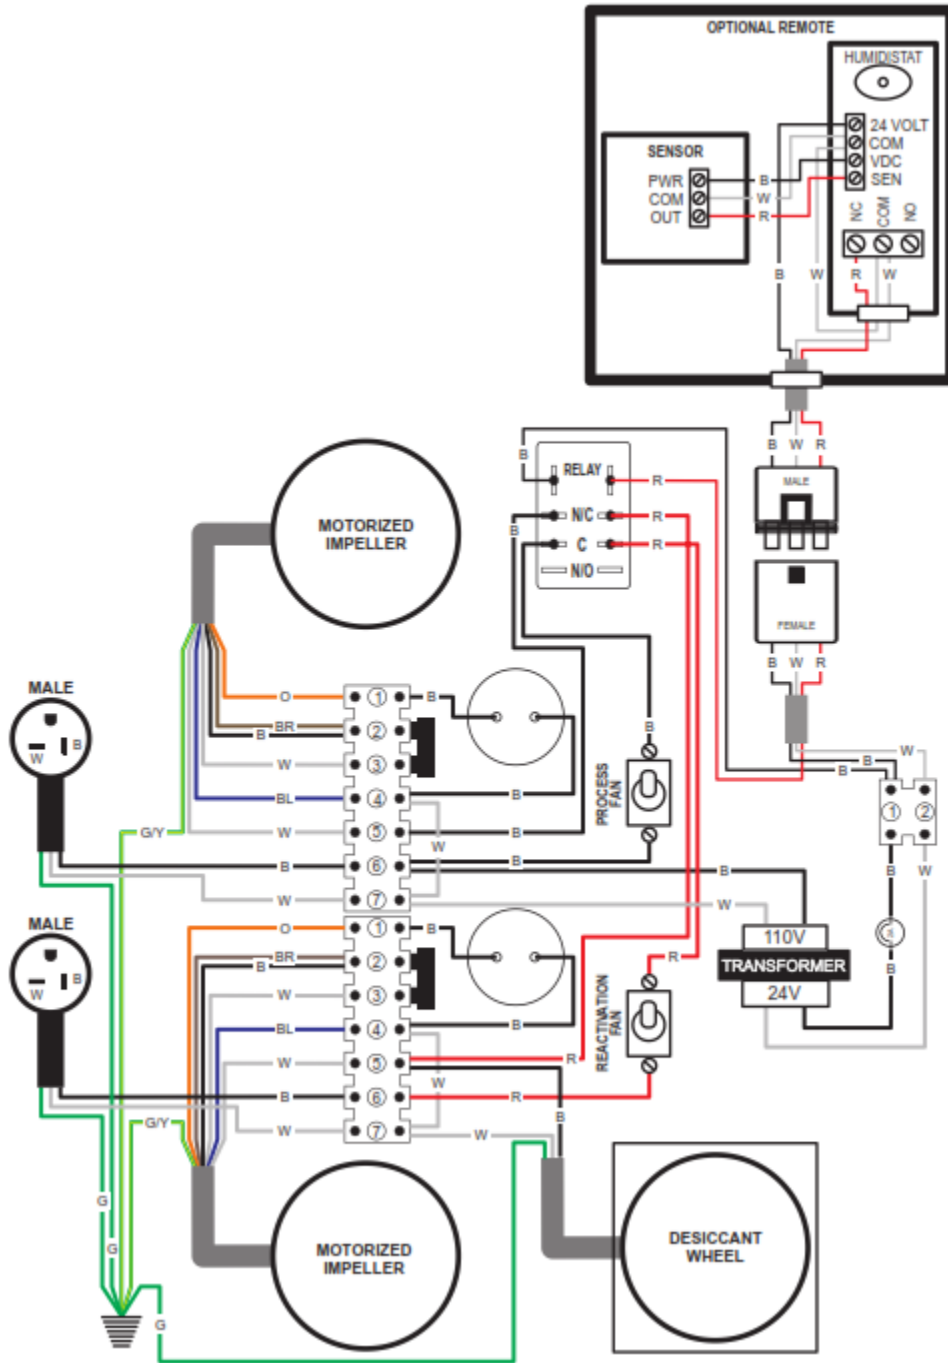 OPTIONAL REMOTE
HUMIDISTAT
24 VOLT
COM
VDC
SEN
SENSOR
PWR
COM
OUT
B
W
R
NC
COM
NO
B
W
R
W
B
W
R
MALE
FEMALE
B
W
R
B
RELAY
R
N/C
R
B
C
R
N/O
MOTORIZED
IMPELLER
MALE
W
B
O
BR
B
W
BL
W
B
W
G/Y
1
2
3
4
5
6
7
B
B
W
B
B
B
PROCESS
FAN
W
B
B
1
2
B
W
B
W
B
110V
TRANSFORMER
24V
MALE
W
B
O
BR
B
W
BL
W
B
W
G/Y
1
2
3
4
5
6
7
B
B
R
W
R
R
REACTIVATION
FAN
B
W
G
G
G
MOTORIZED
IMPELLER
DESICCANT
WHEEL